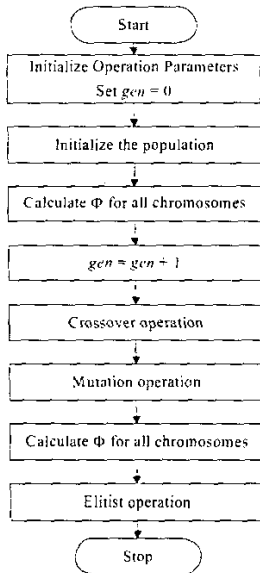 Start
Initialize Operation Parameters
Set gen = 0
Initialize the population
Calculate Φ for all chromosomes
gen = gen + 1
Crossover operation
Mutation operation
Calculate Φ for all chromosomes
Elitist operation
Stop